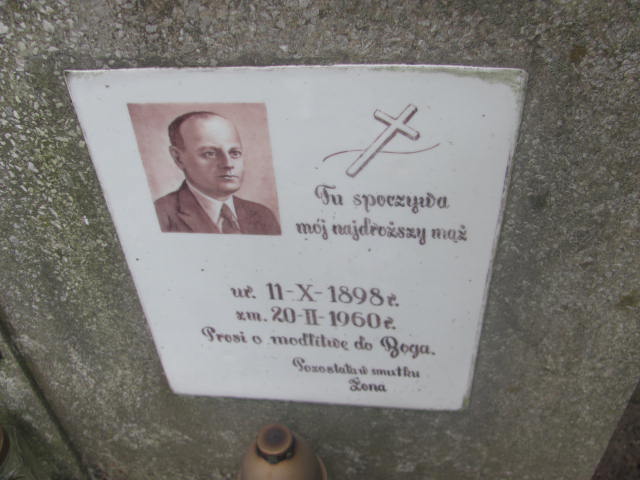 Tu spoczywa
mój najdroższy mąż
ur. 11-X-1898 r.
zm. 20-II-1960 r.
Prosi o modlitwę do Boga.
Pozostała w smutku
Żona